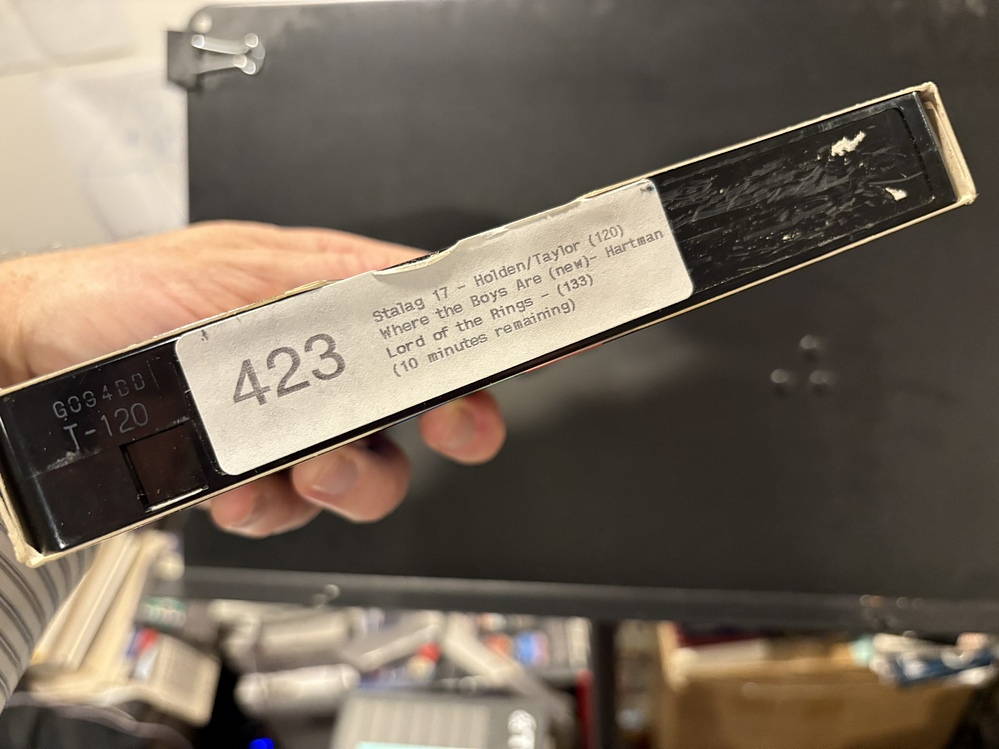 423
Stalag 17 - Holden/Taylor (120)
Where the Boys Are (new)- Hartman
Lord of the Rings - (133)
(10 minutes remaining)
T-120